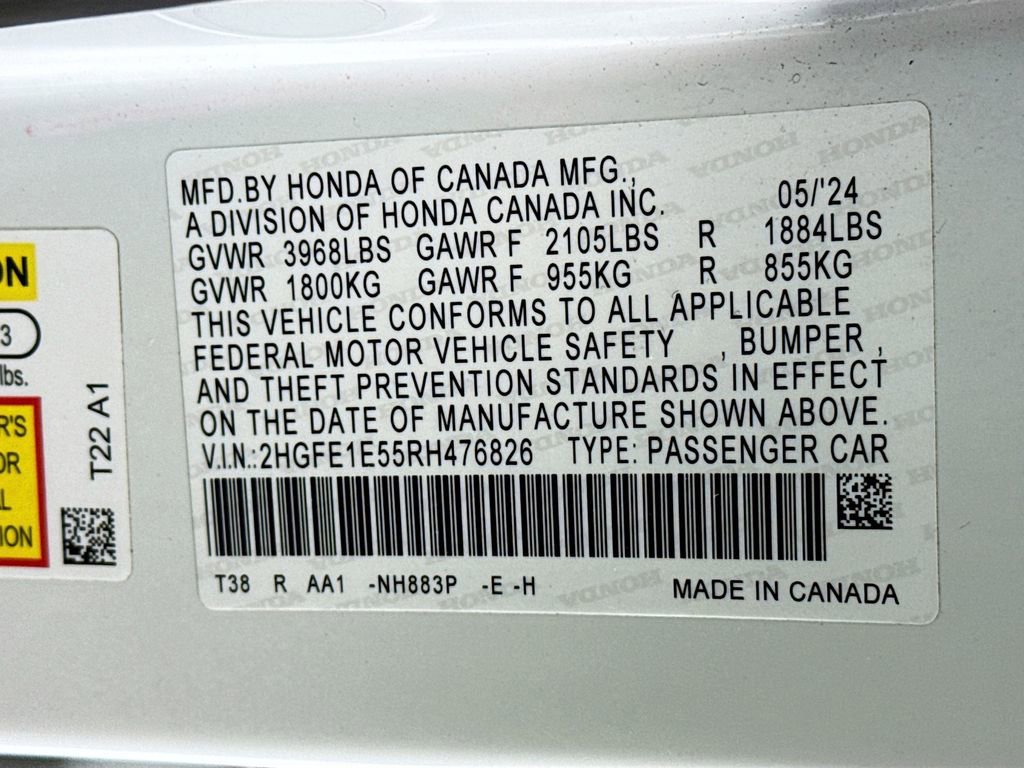 MFD.BY HONDA OF CANADA MFG.,
A DIVISION OF HONDA CANADA INC. 05/'24
GVWR 3968LBS GAWR F 2105LBS R 1884LBS
GVWR 1800KG GAWR F 955KG R 855KG
THIS VEHICLE CONFORMS TO ALL APPLICABLE
FEDERAL MOTOR VEHICLE SAFETY , BUMPER ,
AND THEFT PREVENTION STANDARDS IN EFFECT
ON THE DATE OF MANUFACTURE SHOWN ABOVE.
V.I.N.:2HGFE1E55RH476826 TYPE: PASSENGER CAR
T38 R AA1 -NH883P -E -H MADE IN CANADA
3
lbs.
T22 A1